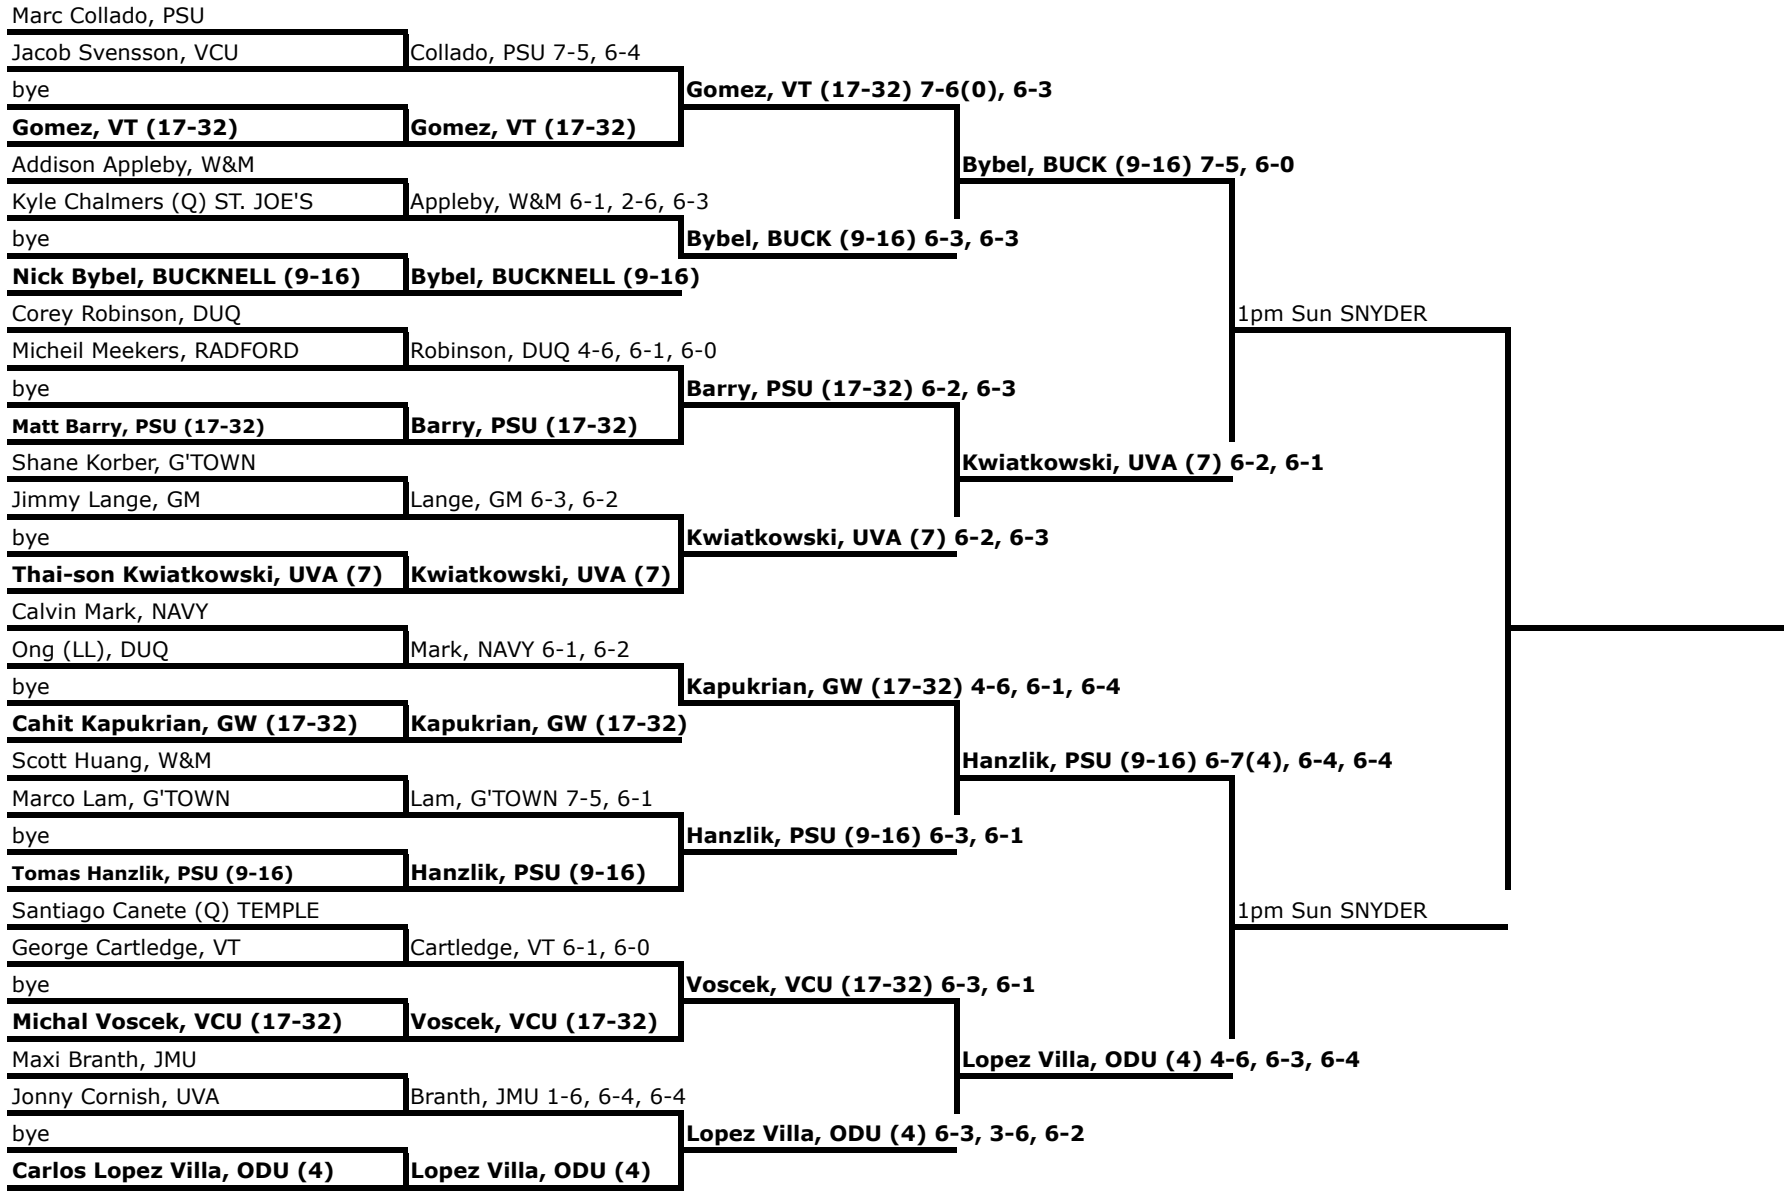 Marc Collado, PSU
Jacob Svensson, VCU
Collado, PSU 7-5, 6-4
bye
Gomez, VT (17-32) 7-6(0), 6-3
Gomez, VT (17-32)
Gomez, VT (17-32)
Addison Appleby, W&M
Bybel, BUCK (9-16) 7-5, 6-0
Kyle Chalmers (Q) ST. JOE'S
Appleby, W&M 6-1, 2-6, 6-3
bye
Bybel, BUCK (9-16) 6-3, 6-3
Nick Bybel, BUCKNELL (9-16)
Bybel, BUCKNELL (9-16)
Corey Robinson, DUQ
1pm Sun SNYDER
Micheil Meekers, RADFORD
Robinson, DUQ 4-6, 6-1, 6-0
bye
Barry, PSU (17-32) 6-2, 6-3
Matt Barry, PSU (17-32)
Barry, PSU (17-32)
Shane Korber, G'TOWN
Kwiatkowski, UVA (7) 6-2, 6-1
Jimmy Lange, GM
Lange, GM 6-3, 6-2
bye
Kwiatkowski, UVA (7) 6-2, 6-3
Thai-son Kwiatkowski, UVA (7)
Kwiatkowski, UVA (7)
Calvin Mark, NAVY
Ong (LL), DUQ
Mark, NAVY 6-1, 6-2
bye
Kapukrian, GW (17-32) 4-6, 6-1, 6-4
Cahit Kapukrian, GW (17-32)
Kapukrian, GW (17-32)
Scott Huang, W&M
Hanzlik, PSU (9-16) 6-7(4), 6-4, 6-4
Marco Lam, G'TOWN
Lam, G'TOWN 7-5, 6-1
bye
Hanzlik, PSU (9-16) 6-3, 6-1
Tomas Hanzlik, PSU (9-16)
Hanzlik, PSU (9-16)
Santiago Canete (Q) TEMPLE
1pm Sun SNYDER
George Cartledge, VT
Cartledge, VT 6-1, 6-0
bye
Voscek, VCU (17-32) 6-3, 6-1
Michal Voscek, VCU (17-32)
Voscek, VCU (17-32)
Maxi Branth, JMU
Lopez Villa, ODU (4) 4-6, 6-3, 6-4
Jonny Cornish, UVA
Branth, JMU 1-6, 6-4, 6-4
bye
Lopez Villa, ODU (4) 6-3, 3-6, 6-2
Carlos Lopez Villa, ODU (4)
Lopez Villa, ODU (4)